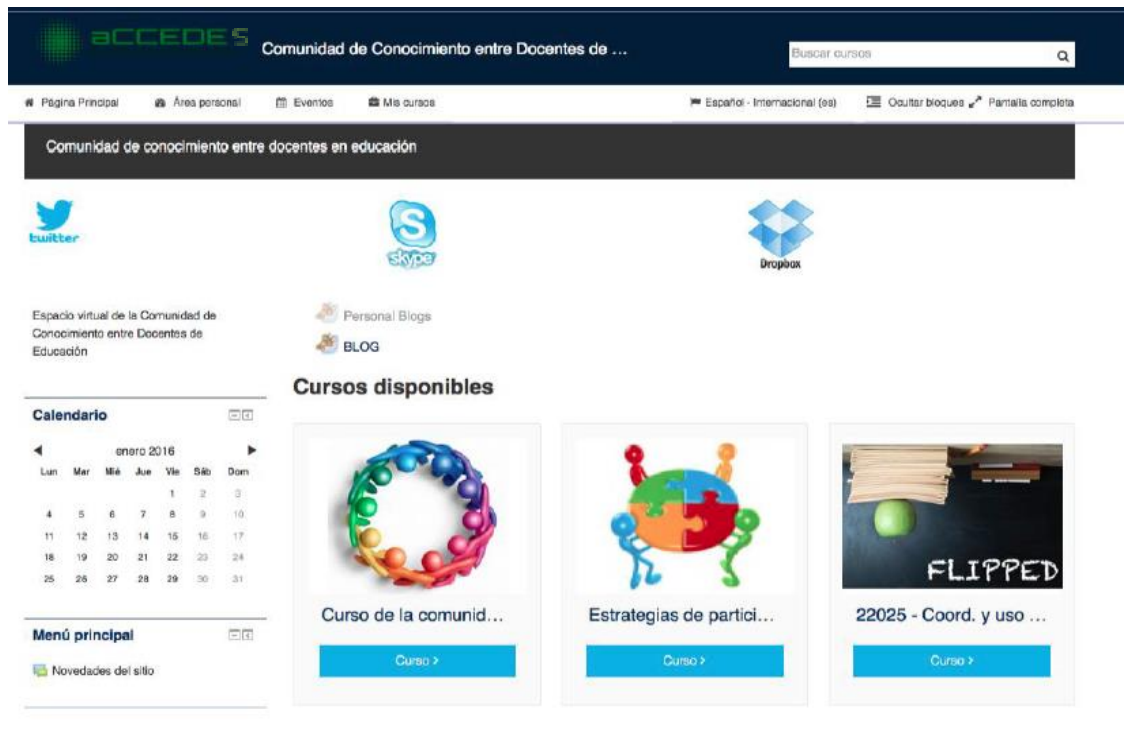 aCCEDES
Comunidad de Conocimiento entre Docentes de ...
Buscar cursos
Página Principal
Área personal
Eventos
Mis cursos
Español - Internacional (es)
Ocultar bloques
Pantalla completa
Comunidad de conocimiento entre docentes en educación
twitter
skype
Dropbox
Espacio virtual de la Comunidad de
Conocimiento entre Docentes de
Educación
Personal Blogs
BLOG
Cursos disponibles
Calendario
enero 2016
Lun Mar Mié Jue Vie Sáb Dom
1 2 3
4 5 6 7 8 9 10
11 12 13 14 15 16 17
18 19 20 21 22 23 24
25 26 27 28 29 30 31
Menú principal
Novedades del sitio
Curso de la comunid...
Curso >
Estrategias de partici...
Curso >
FLIPPED
22025 - Coord. y uso ...
Curso >